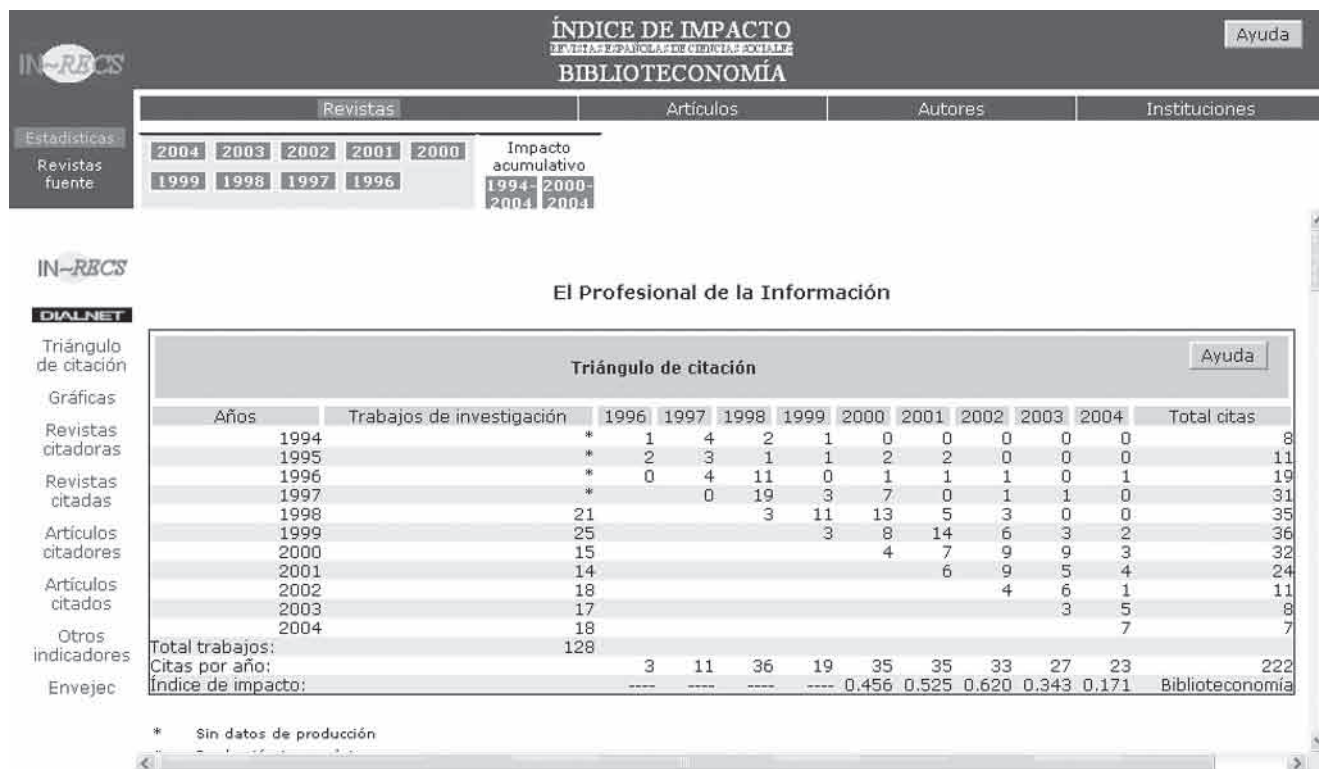 ÍNDICE DE IMPACTO
REVISTAS ESPAÑOLAS DE CIENCIAS SOCIALES
BIBLIOTECONOMÍA
Ayuda
IN~RECS
Revistas Artículos Autores Instituciones
Estadísticas
Revistas
fuente
2004 2003 2002 2001 2000
1999 1998 1997 1996
Impacto
acumulativo
1994- 2000-
2004 2004
IN~RECS
DIALNET
Triángulo
de citación
Gráficas
Revistas
citadoras
Revistas
citadas
Artículos
citadores
Artículos
citados
Otros
indicadores
Envejec
El Profesional de la Información
Triángulo de citación
Ayuda
Años Trabajos de investigación 1996 1997 1998 1999 2000 2001 2002 2003 2004 Total citas
1994 * 1 4 2 1 0 0 0 0 0 8
1995 * 2 3 1 1 2 2 0 0 0 11
1996 * 0 4 11 0 1 1 1 0 1 19
1997 * 0 19 3 7 0 1 1 0 31
1998 21 3 11 13 5 3 0 0 35
1999 25 3 8 14 6 3 2 36
2000 15 4 7 9 9 3 32
2001 14 6 9 5 4 24
2002 18 4 6 1 11
2003 17 3 5 8
2004 18 7 7
Total trabajos: 128
Citas por año: 3 11 36 19 35 35 33 27 23 222
Índice de impacto: ---- ---- ---- ---- 0.456 0.525 0.620 0.343 0.171 Biblioteconomía
* Sin datos de producción